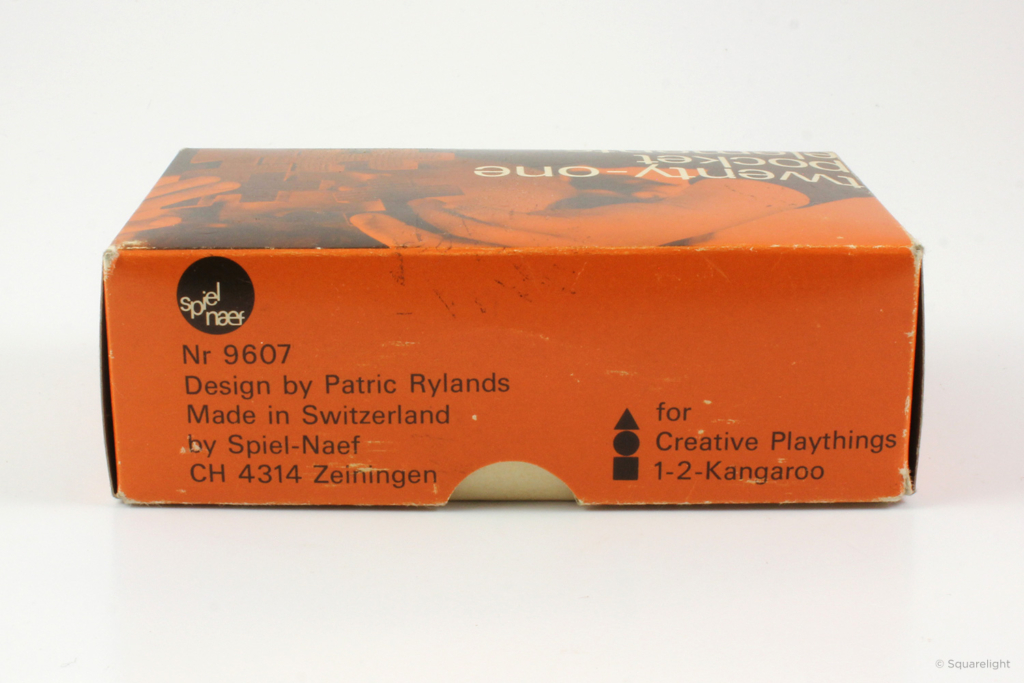 twenty-one
pocket
spiel
naef
Nr 9607
Design by Patric Rylands
Made in Switzerland
by Spiel-Naef
CH 4314 Zeiningen
for
Creative Playthings
1-2-Kangaroo
© Squarelight